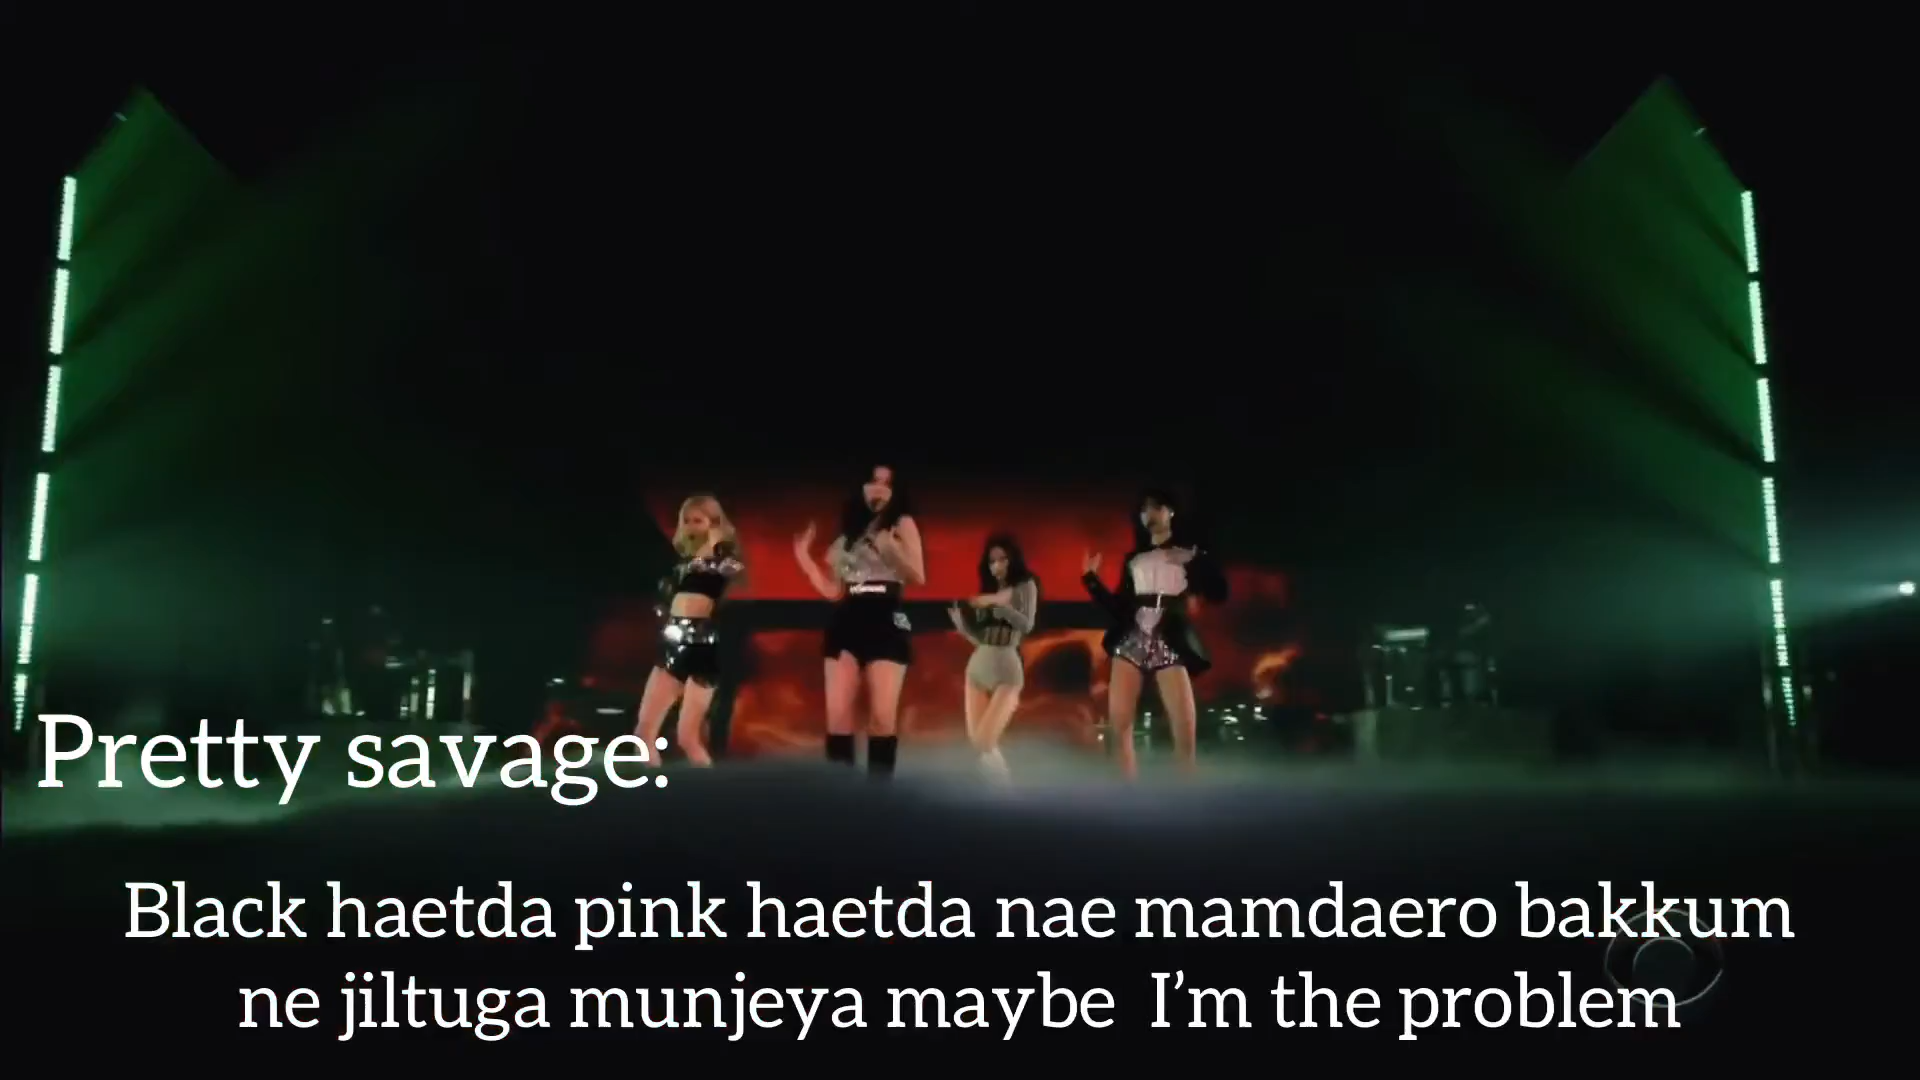 Pretty savage:
Black haetda pink haetda nae mamdaero bakkum
ne jiltuga munjeya maybe I’m the problem